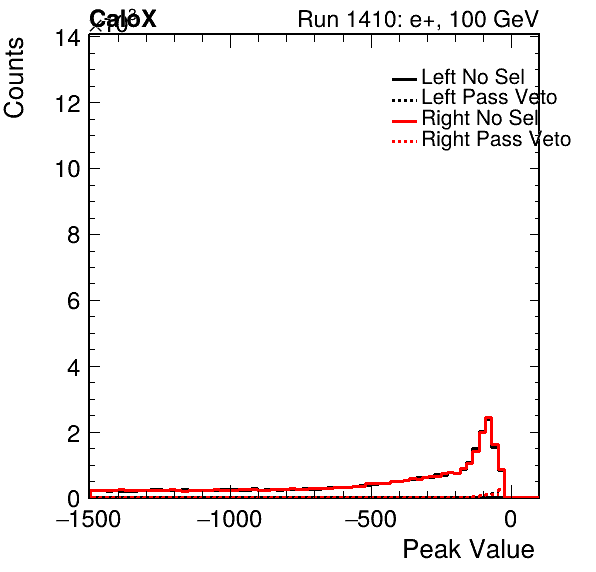 CaloX
×10³
Run 1410: e+, 100 GeV
Counts
14
12
10
8
6
4
2
0
Left No Sel
Left Pass Veto
Right No Sel
Right Pass Veto
−1500 −1000 −500 0
Peak Value